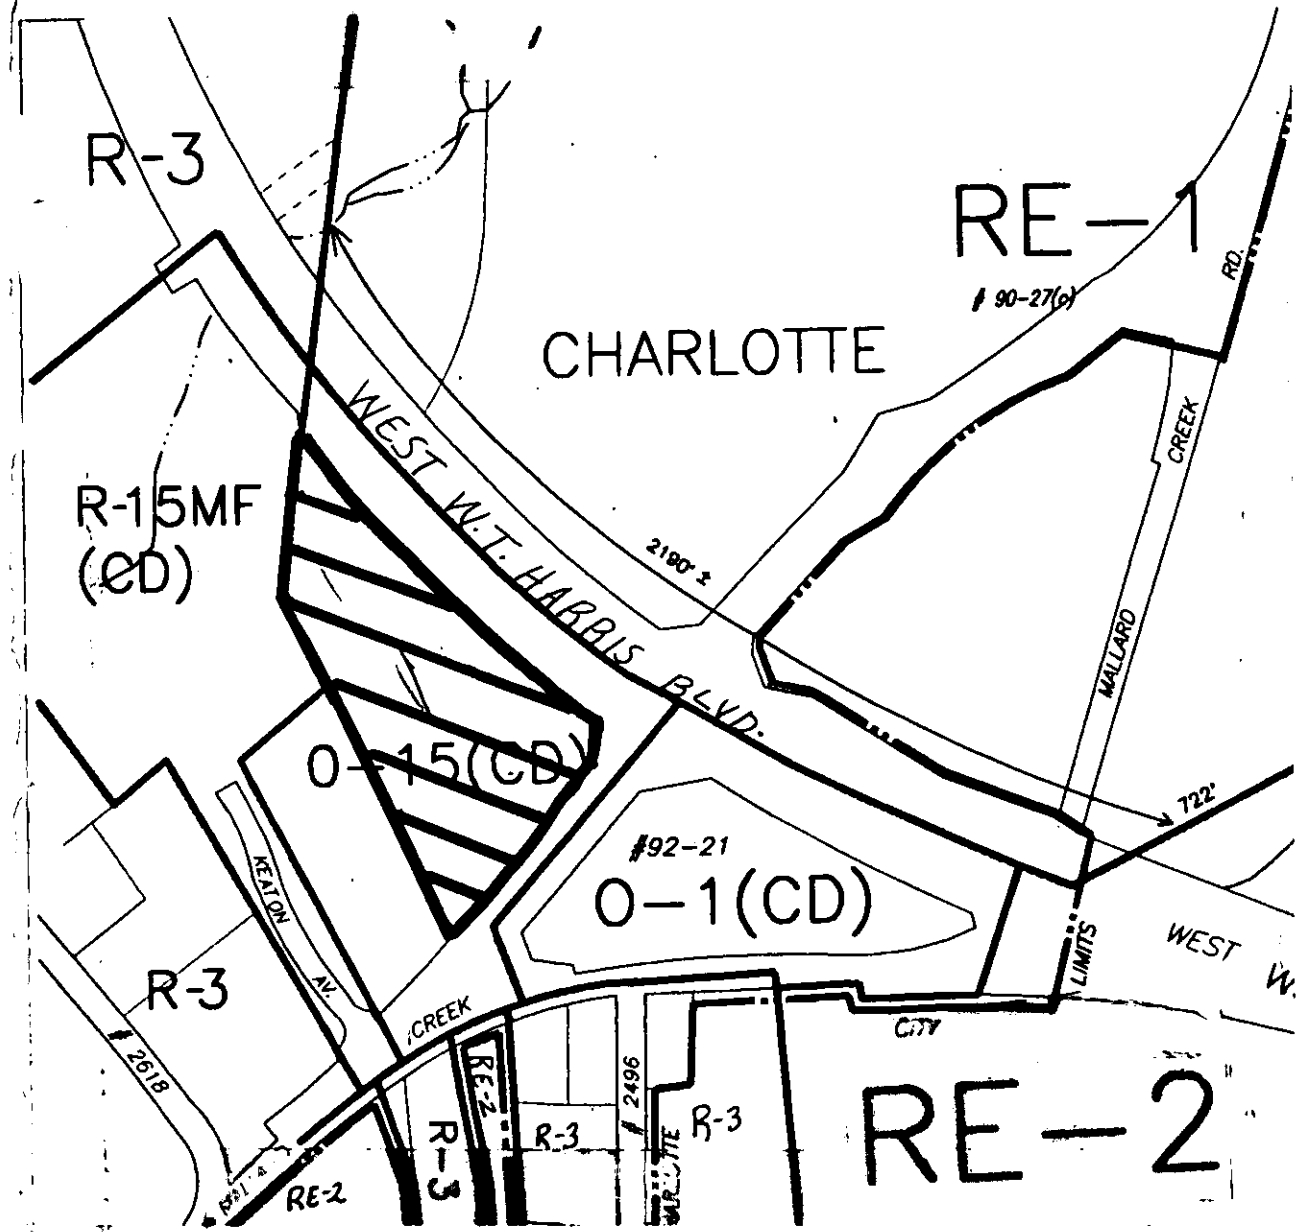 R-3
RE-1
RD.
# 90-27(c)
CHARLOTTE
WEST W.T. HARRIS BLVD.
CREEK
R-15MF
(CD)
2190' ±
MALLARD
O-15(CD)
722'
#92-21
KEATON
AV.
O-1(CD)
WEST
W.
LIMITS
R-3
CREEK
CITY
# 2618
RE-2
# 2496
R-3
R-3
R-3
RE-2
RE-2